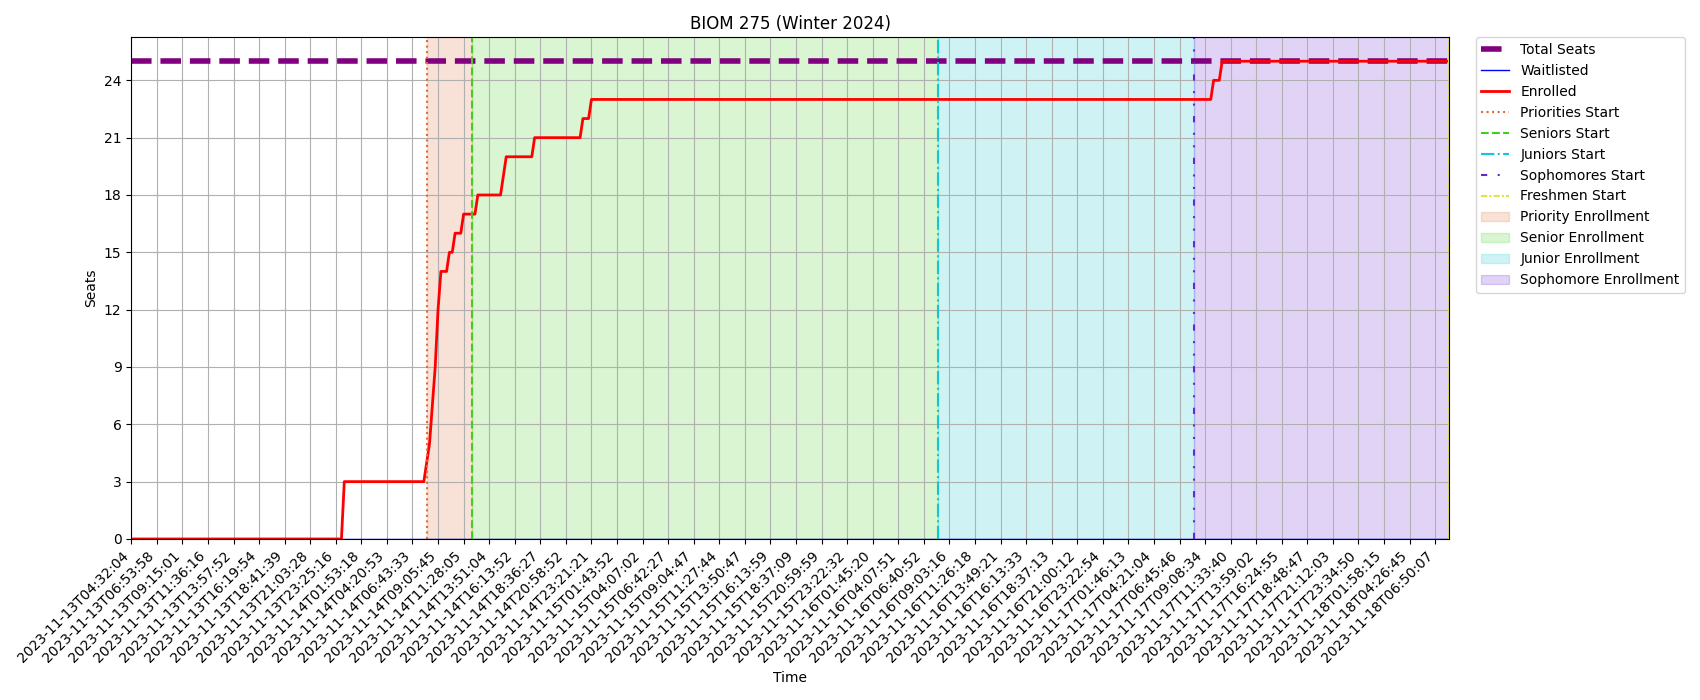 BIOM 275 (Winter 2024)
Seats
24
21
18
15
12
9
6
3
0
2023-11-13T04:32:04
2023-11-13T06:53:58
2023-11-13T09:15:01
2023-11-13T11:36:16
2023-11-13T13:57:52
2023-11-13T16:19:54
2023-11-13T18:41:39
2023-11-13T21:03:28
2023-11-13T23:25:16
2023-11-14T01:53:18
2023-11-14T04:20:53
2023-11-14T06:43:33
2023-11-14T09:05:45
2023-11-14T11:28:05
2023-11-14T13:51:04
2023-11-14T16:13:52
2023-11-14T18:36:27
2023-11-14T20:58:52
2023-11-14T23:21:21
2023-11-15T01:43:52
2023-11-15T04:07:02
2023-11-15T06:42:27
2023-11-15T09:04:47
2023-11-15T11:27:44
2023-11-15T13:50:47
2023-11-15T16:13:59
2023-11-15T18:37:09
2023-11-15T20:59:59
2023-11-15T23:22:32
2023-11-16T01:45:20
2023-11-16T04:07:51
2023-11-16T06:40:52
2023-11-16T09:03:16
2023-11-16T11:26:18
2023-11-16T13:49:21
2023-11-16T16:13:33
2023-11-16T18:37:13
2023-11-16T21:00:12
2023-11-16T23:22:54
2023-11-17T01:46:13
2023-11-17T04:21:04
2023-11-17T06:45:46
2023-11-17T09:08:34
2023-11-17T11:33:40
2023-11-17T13:59:02
2023-11-17T16:24:55
2023-11-17T18:48:47
2023-11-17T21:12:03
2023-11-17T23:34:50
2023-11-18T01:58:15
2023-11-18T04:26:45
2023-11-18T06:50:07
Time
Total Seats
Waitlisted
Enrolled
Priorities Start
Seniors Start
Juniors Start
Sophomores Start
Freshmen Start
Priority Enrollment
Senior Enrollment
Junior Enrollment
Sophomore Enrollment